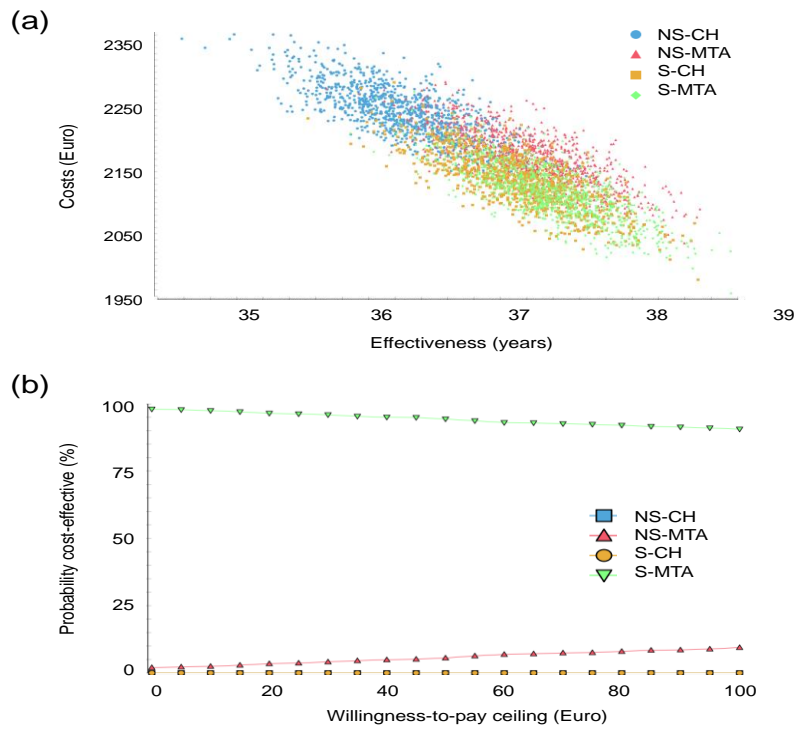 (a)
Costs (Euro)
2350
2250
2150
2050
1950
NS-CH
NS-MTA
S-CH
S-MTA
35 36 37 38 39
Effectiveness (years)
(b)
Probability cost-effective (%)
100
75
50
25
0
NS-CH
NS-MTA
S-CH
S-MTA
0 20 40 60 80 100
Willingness-to-pay ceiling (Euro)